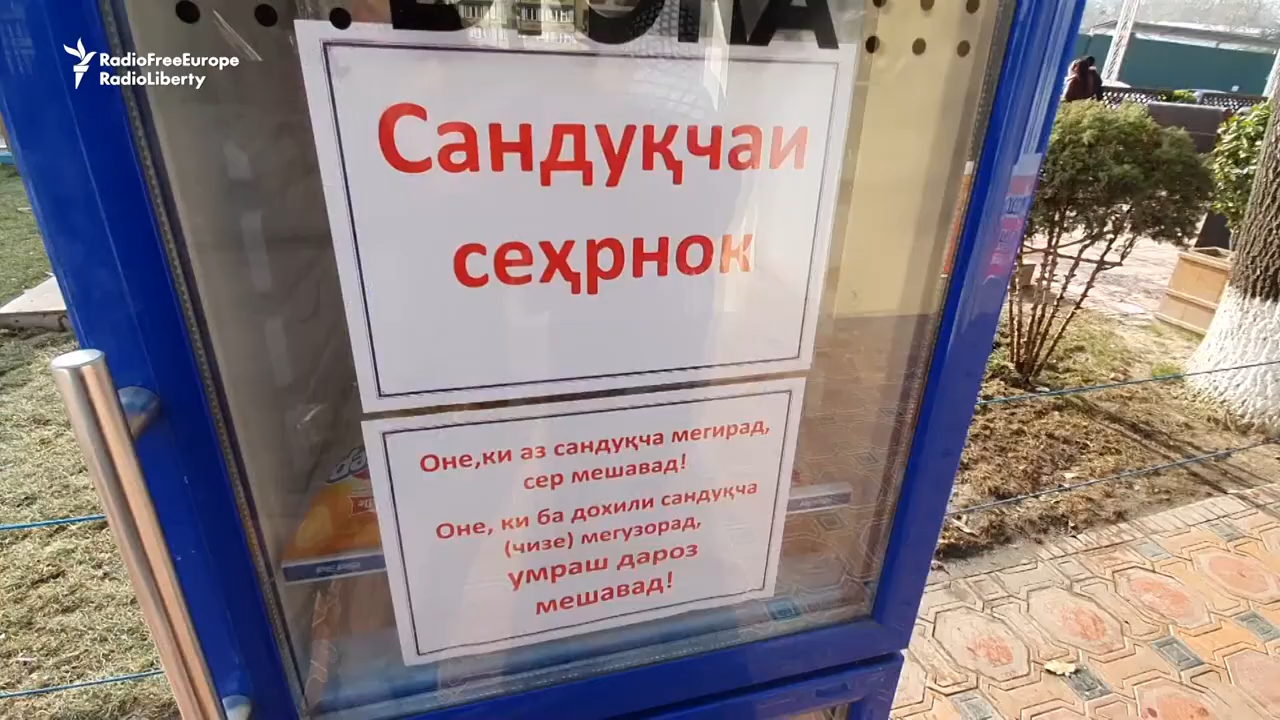 RadioFreeEurope
RadioLiberty
Сандуқчаи
сеҳрнок
Оне,ки аз сандуқча мегирад,
сер мешавад!
Оне, ки ба дохили сандуқча
(чизе) мегузорад,
умраш дароз
мешавад!
PEPSI